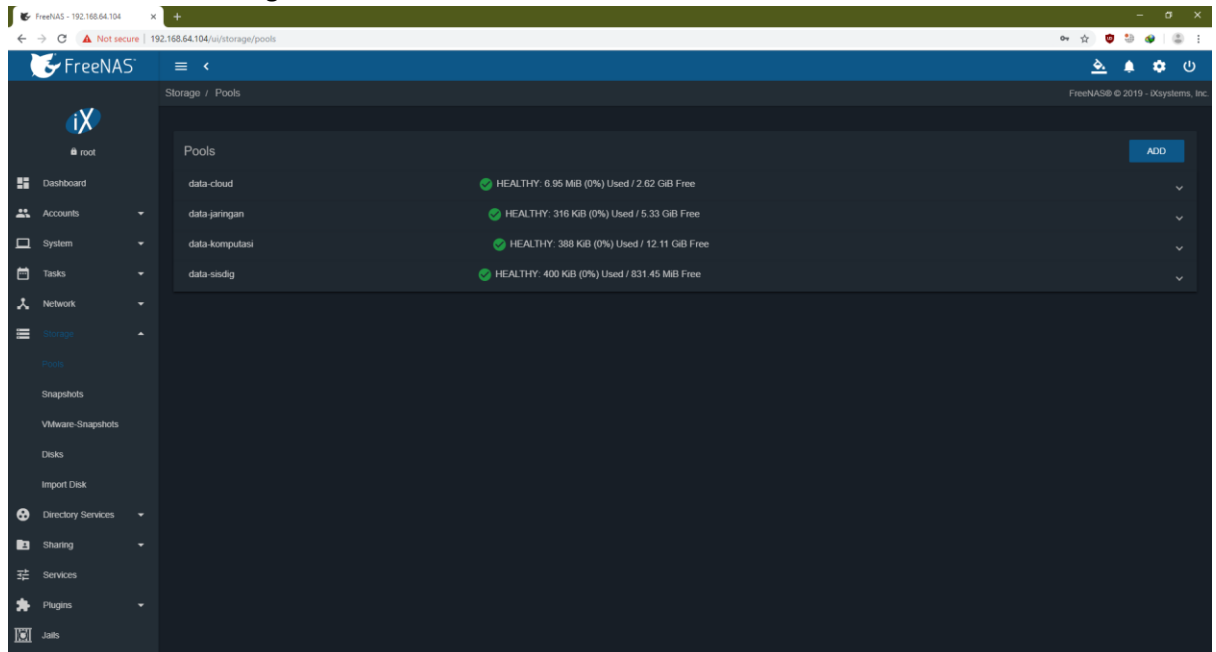 FreeNAS - 192.168.64.104
Not secure | 192.168.64.104/ui/storage/pools
FreeNAS®
Storage / Pools
FreeNAS® © 2019 - iXsystems, Inc.
iX
root
Pools
ADD
data-cloud HEALTHY: 6.95 MiB (0%) Used / 2.62 GiB Free
data-jaringan HEALTHY: 316 KiB (0%) Used / 5.33 GiB Free
data-komputasi HEALTHY: 388 KiB (0%) Used / 12.11 GiB Free
data-sisdig HEALTHY: 400 KiB (0%) Used / 831.45 MiB Free
Dashboard
Accounts
System
Tasks
Network
Storage
Pools
Snapshots
VMware-Snapshots
Disks
Import Disk
Directory Services
Sharing
Services
Plugins
Jails